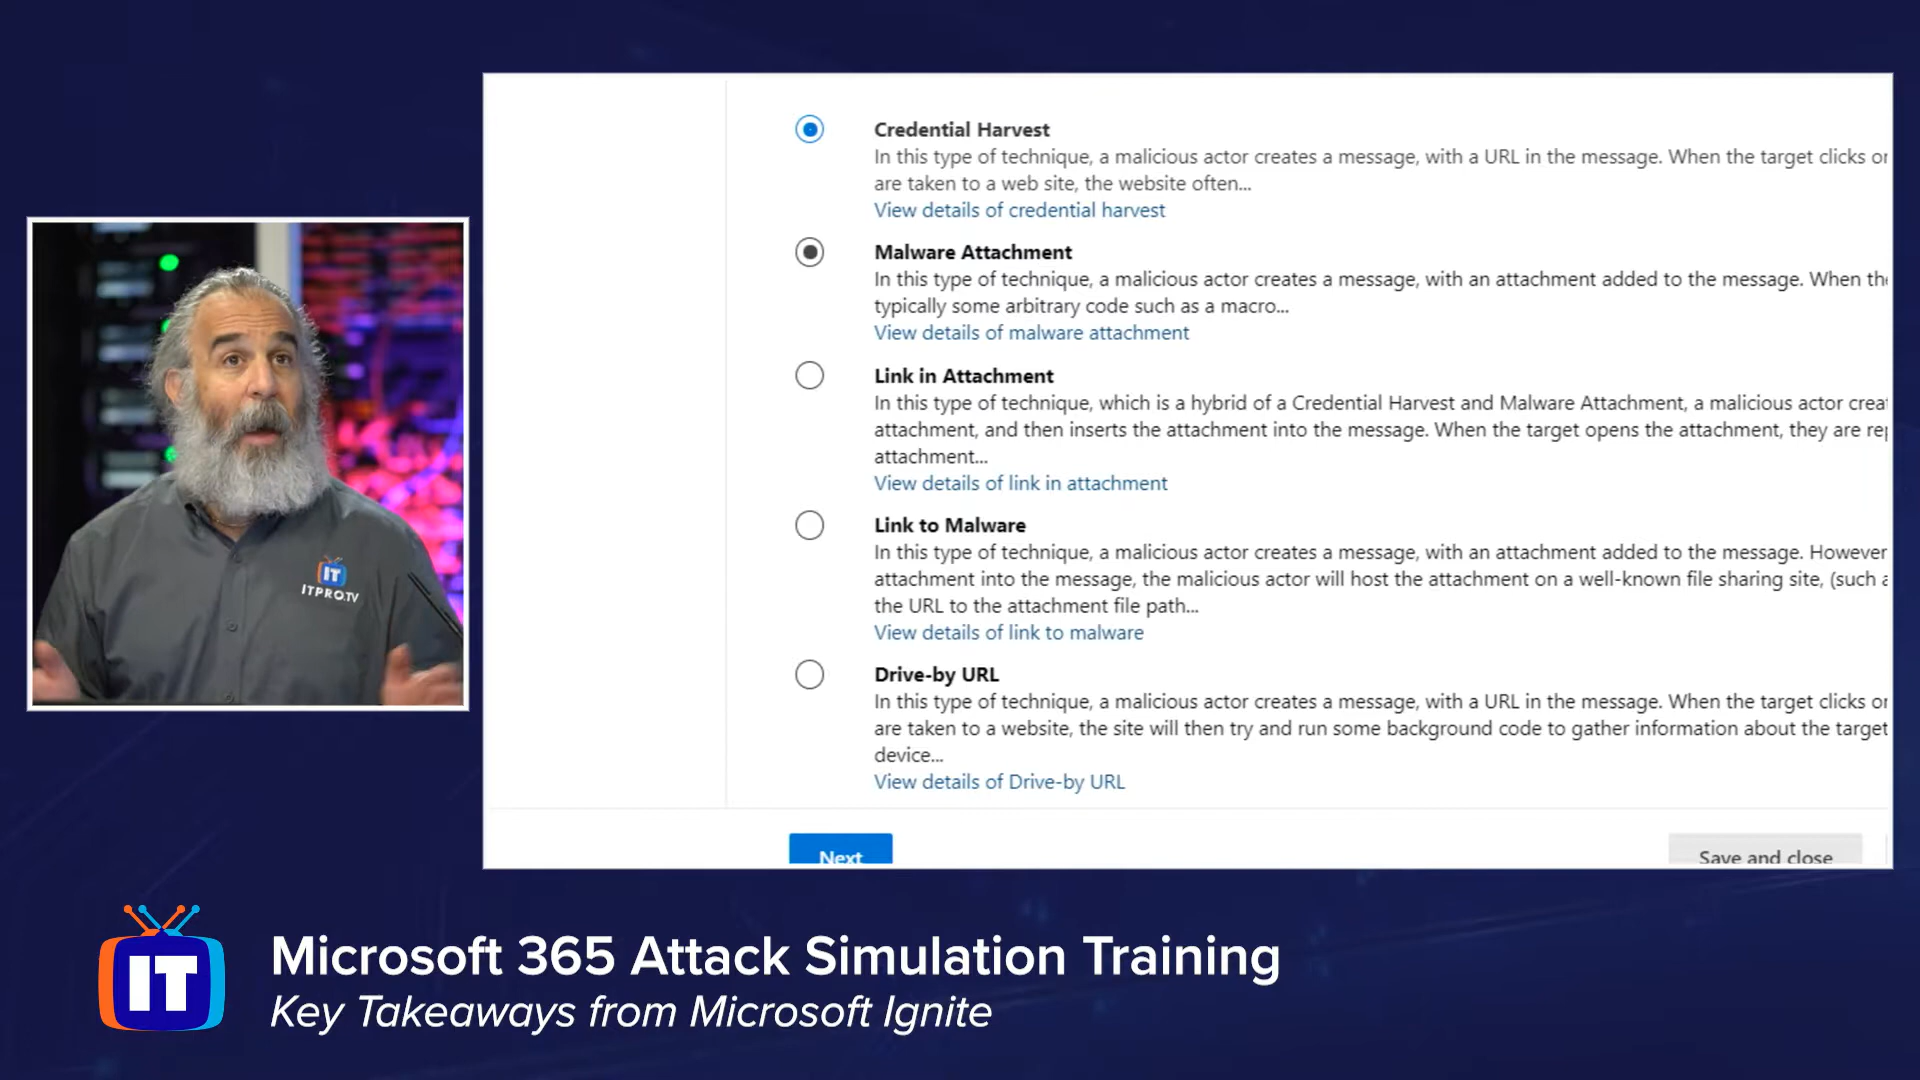 Credential Harvest
In this type of technique, a malicious actor creates a message, with a URL in the message. When the target clicks
are taken to a web site, the website often...
View details of credential harvest
Malware Attachment
In this type of technique, a malicious actor creates a message, with an attachment added to the message. When
typically some arbitrary code such as a macro...
View details of malware attachment
Link in Attachment
In this type of technique, which is a hybrid of a Credential Harvest and Malware Attachment, a malicious actor
attachment, and then inserts the attachment into the message. When the target opens the attachment, they are
attachment...
View details of link in attachment
Link to Malware
In this type of technique, a malicious actor creates a message, with an attachment added to the message. However
attachment into the message, the malicious actor will host the attachment on a well-known file sharing site, (such
the URL to the attachment file path...
View details of link to malware
Drive-by URL
In this type of technique, a malicious actor creates a message, with a URL in the message. When the target clicks
are taken to a website, the site will then try and run some background code to gather information about the target
device...
View details of Drive-by URL
Next
Save and close
IT
ITPRO.TV
IT
Microsoft 365 Attack Simulation Training
Key Takeaways from Microsoft Ignite